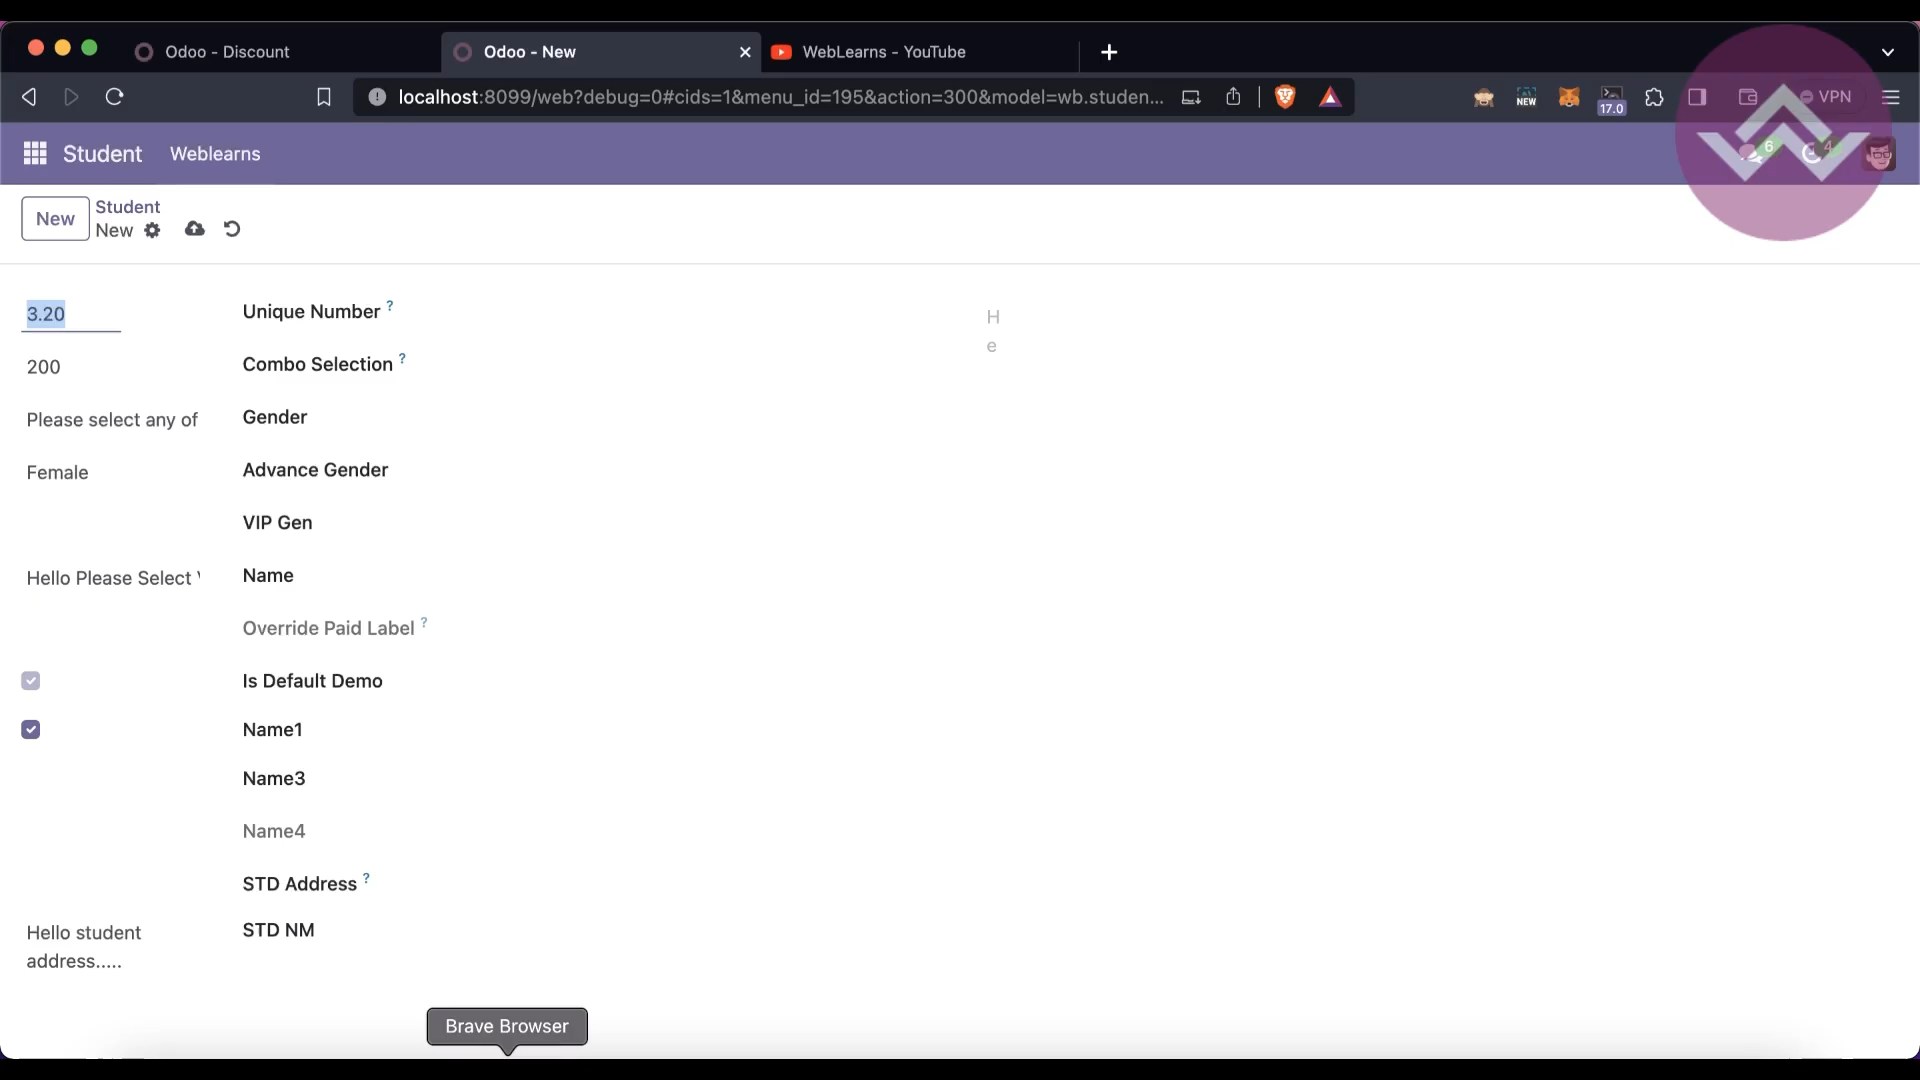 Odoo - Discount
Odoo - New
WebLearns - YouTube
localhost:8099/web?debug=0#cids=1&menu_id=195&action=300&model=wb.studen...
NEW
17.0
VPN
Student
Weblearns
6
4
New
Student
New
3.20
Unique Number ?
H
e
200
Combo Selection ?
Please select any of
Gender
Female
Advance Gender
VIP Gen
Hello Please Select
Name
Override Paid Label ?
Is Default Demo
Name1
Name3
Name4
STD Address ?
Hello student
address.....
STD NM
Brave Browser